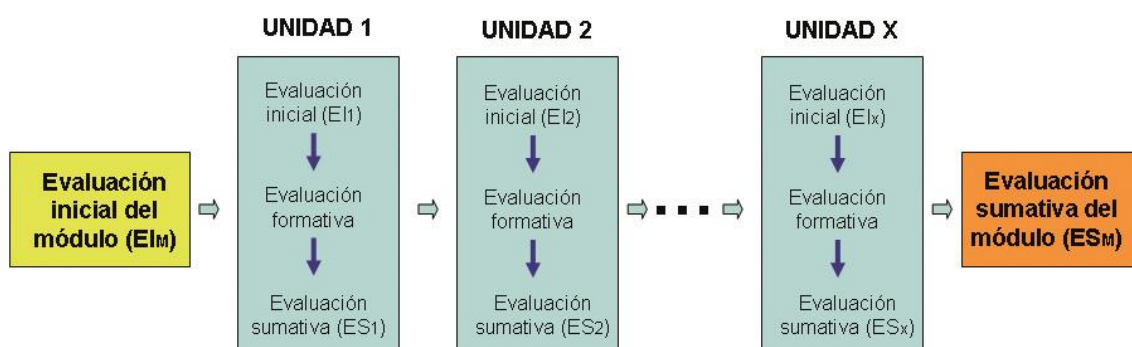 UNIDAD 1
UNIDAD 2
UNIDAD X
Evaluación
inicial del
módulo (EIM)
Evaluación
inicial (EI1)
Evaluación
formativa
Evaluación
sumativa (ES1)
Evaluación
inicial (EI2)
Evaluación
formativa
Evaluación
sumativa (ES2)
Evaluación
inicial (EIx)
Evaluación
formativa
Evaluación
sumativa (ESx)
Evaluación
sumativa del
módulo (ESM)